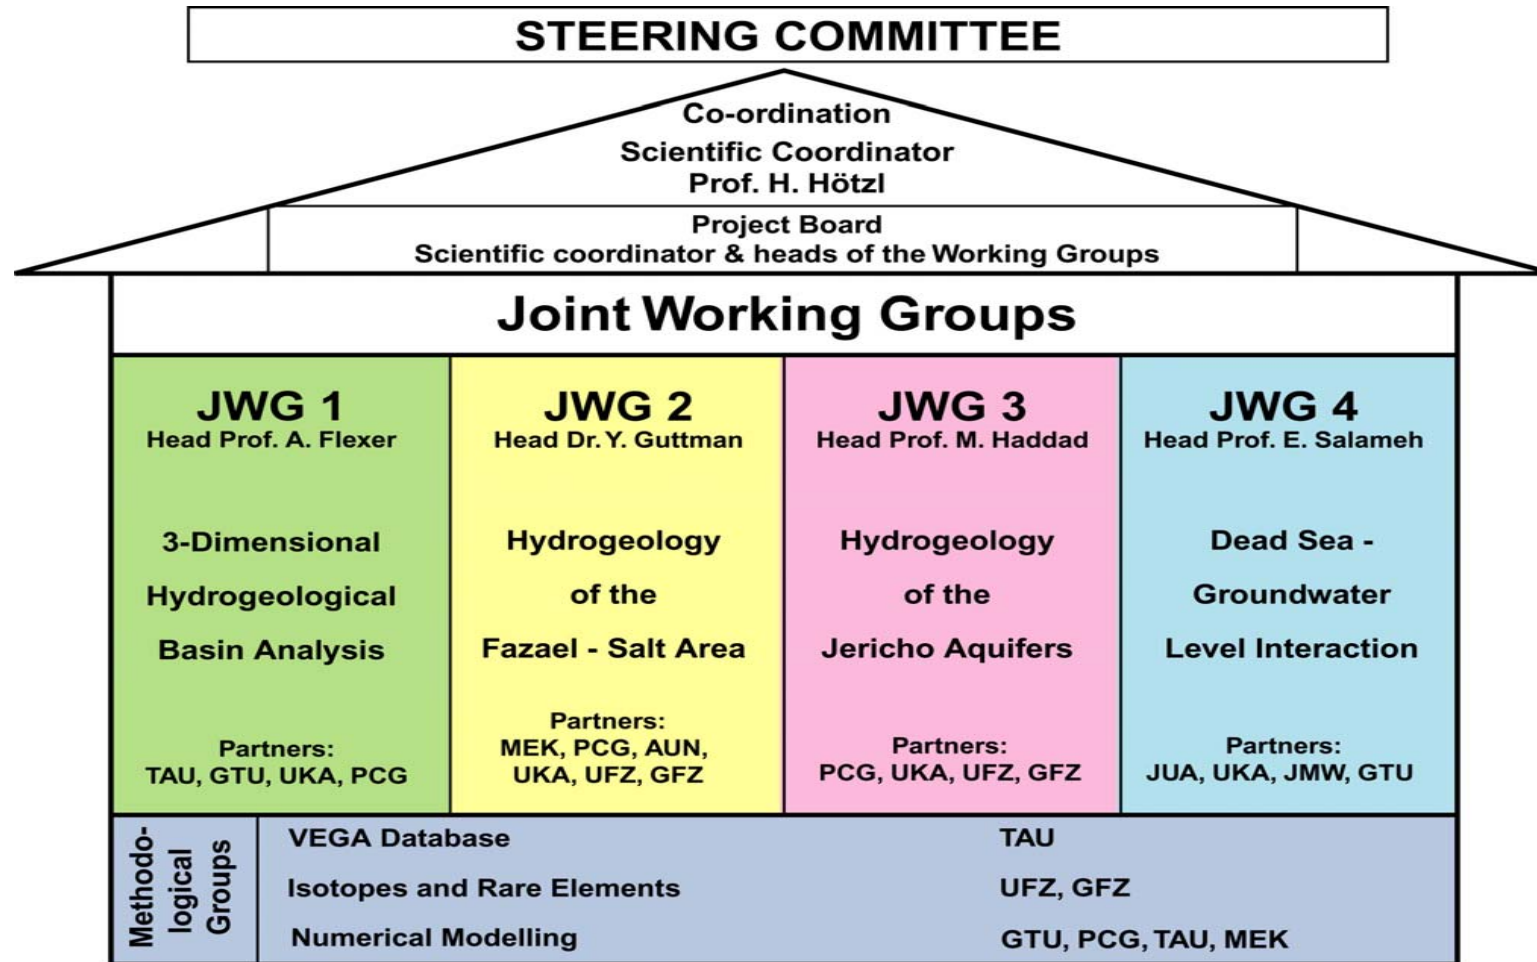 STEERING COMMITTEE
Co-ordination
Scientific Coordinator
Prof. H. Hötzl
Project Board
Scientific coordinator & heads of the Working Groups
Joint Working Groups
JWG 1
Head Prof. A. Flexer
3-Dimensional
Hydrogeological
Basin Analysis
Partners:
TAU, GTU, UKA, PCG
JWG 2
Head Dr. Y. Guttman
Hydrogeology
of the
Fazael - Salt Area
Partners:
MEK, PCG, AUN,
UKA, UFZ, GFZ
JWG 3
Head Prof. M. Haddad
Hydrogeology
of the
Jericho Aquifers
Partners:
PCG, UKA, UFZ, GFZ
JWG 4
Head Prof. E. Salameh
Dead Sea -
Groundwater
Level Interaction
Partners:
JUA, UKA, JMW, GTU
Methodo-
logical
Groups
VEGA Database TAU
Isotopes and Rare Elements UFZ, GFZ
Numerical Modelling GTU, PCG, TAU, MEK